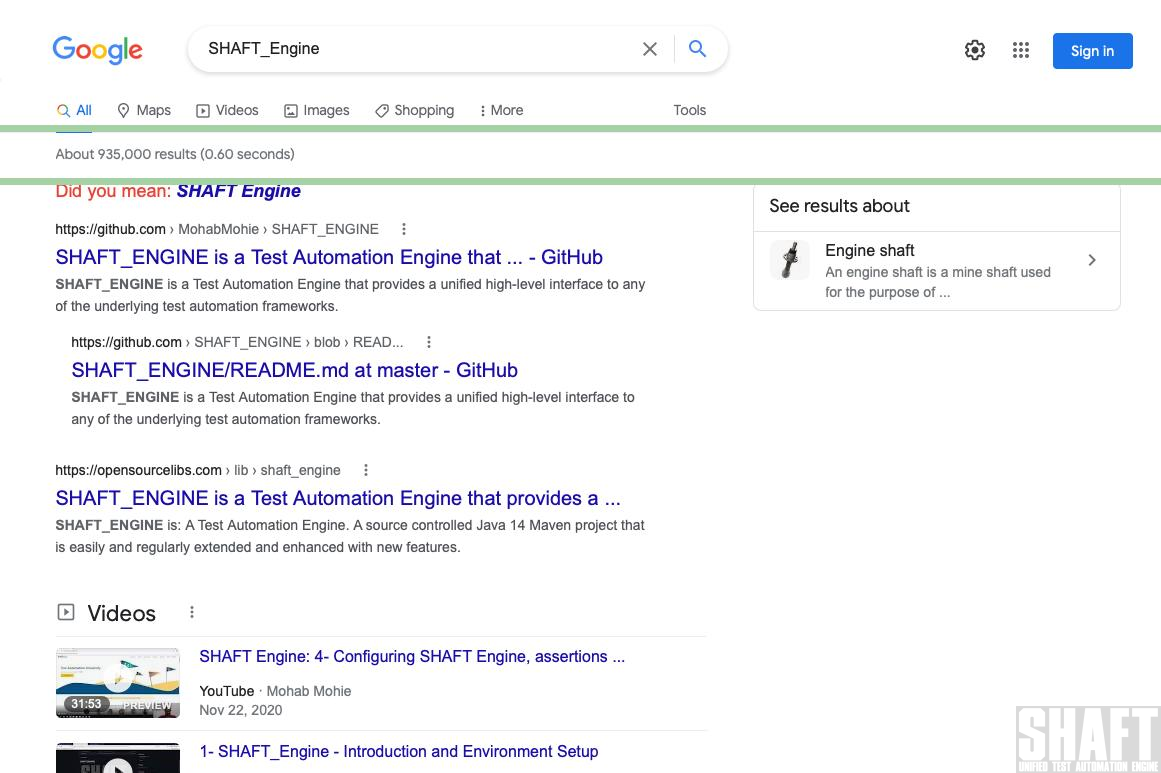 Google
SHAFT_Engine
Sign in
All
Maps
Videos
Images
Shopping
More
Tools
About 935,000 results (0.60 seconds)
Did you mean: SHAFT Engine
https://github.com › MohabMohie › SHAFT_ENGINE
SHAFT_ENGINE is a Test Automation Engine that ... - GitHub
SHAFT_ENGINE is a Test Automation Engine that provides a unified high-level interface to any
of the underlying test automation frameworks.
https://github.com › SHAFT_ENGINE › blob › READ...
SHAFT_ENGINE/README.md at master - GitHub
SHAFT_ENGINE is a Test Automation Engine that provides a unified high-level interface to
any of the underlying test automation frameworks.
https://opensourcelibs.com › lib › shaft_engine
SHAFT_ENGINE is a Test Automation Engine that provides a ...
SHAFT_ENGINE is: A Test Automation Engine. A source controlled Java 14 Maven project that
is easily and regularly extended and enhanced with new features.
Videos
31:53
PREVIEW
SHAFT Engine: 4- Configuring SHAFT Engine, assertions ...
YouTube · Mohab Mohie
Nov 22, 2020
1- SHAFT_Engine - Introduction and Environment Setup
See results about
Engine shaft
An engine shaft is a mine shaft used
for the purpose of ...
SHAFT
UNIFIED TEST AUTOMATION ENGINE